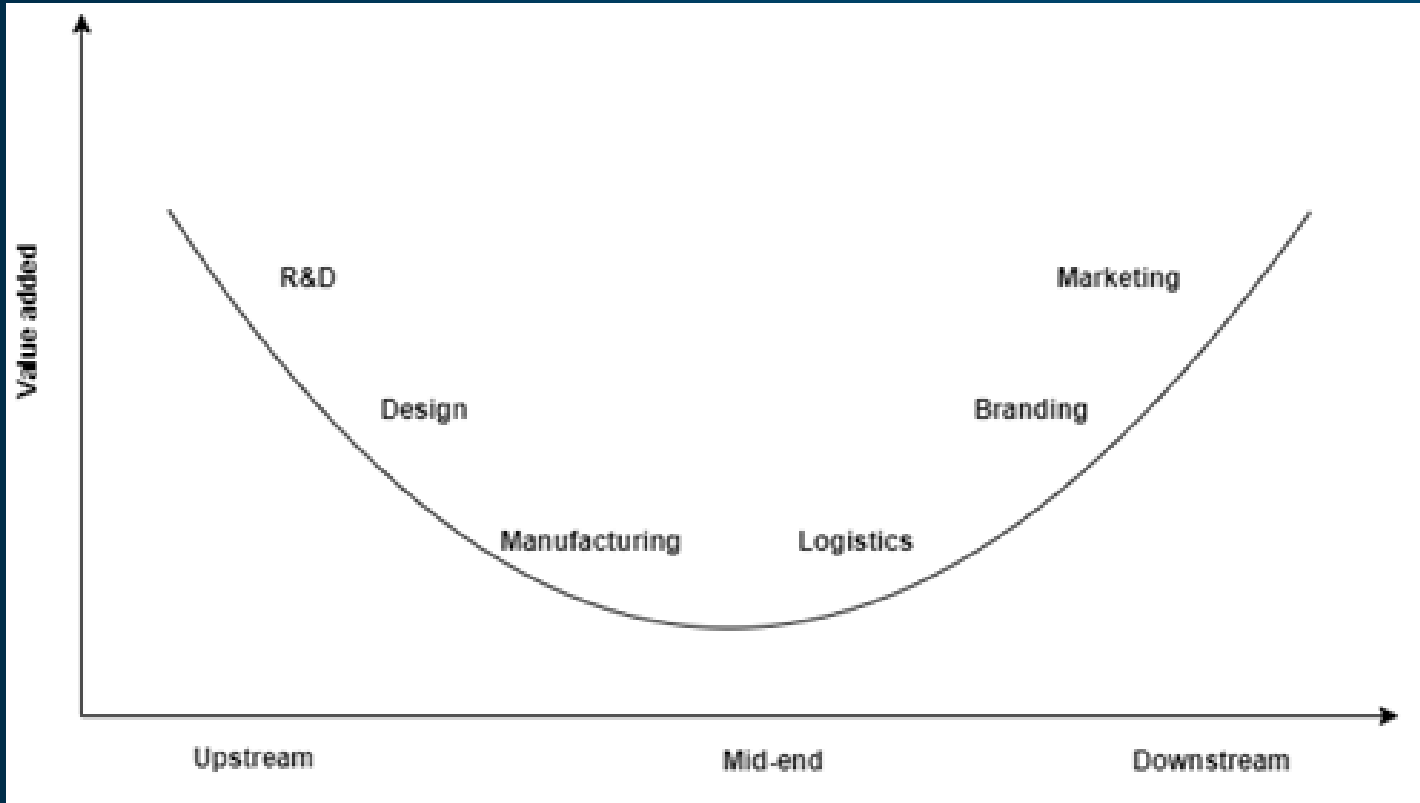 Value added
R&D
Marketing
Design
Branding
Manufacturing
Logistics
Upstream
Mid-end
Downstream